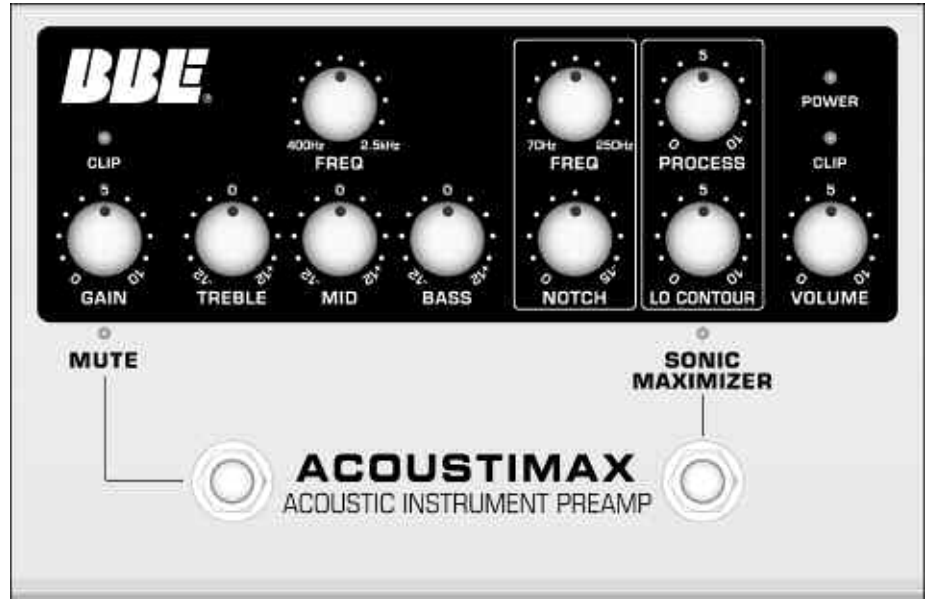 BBE®
CLIP
400Hz 2.5kHz
FREQ
70Hz 250Hz
FREQ
5
0 10
PROCESS
POWER
CLIP
5
0 10
GAIN
0
-12 +12
TREBLE
0
-12 +12
MID
0
-12 +12
BASS
0 -15
NOTCH
5
0 10
LO CONTOUR
5
0 10
VOLUME
MUTE
SONIC
MAXIMIZER
ACOUSTIMAX
ACOUSTIC INSTRUMENT PREAMP